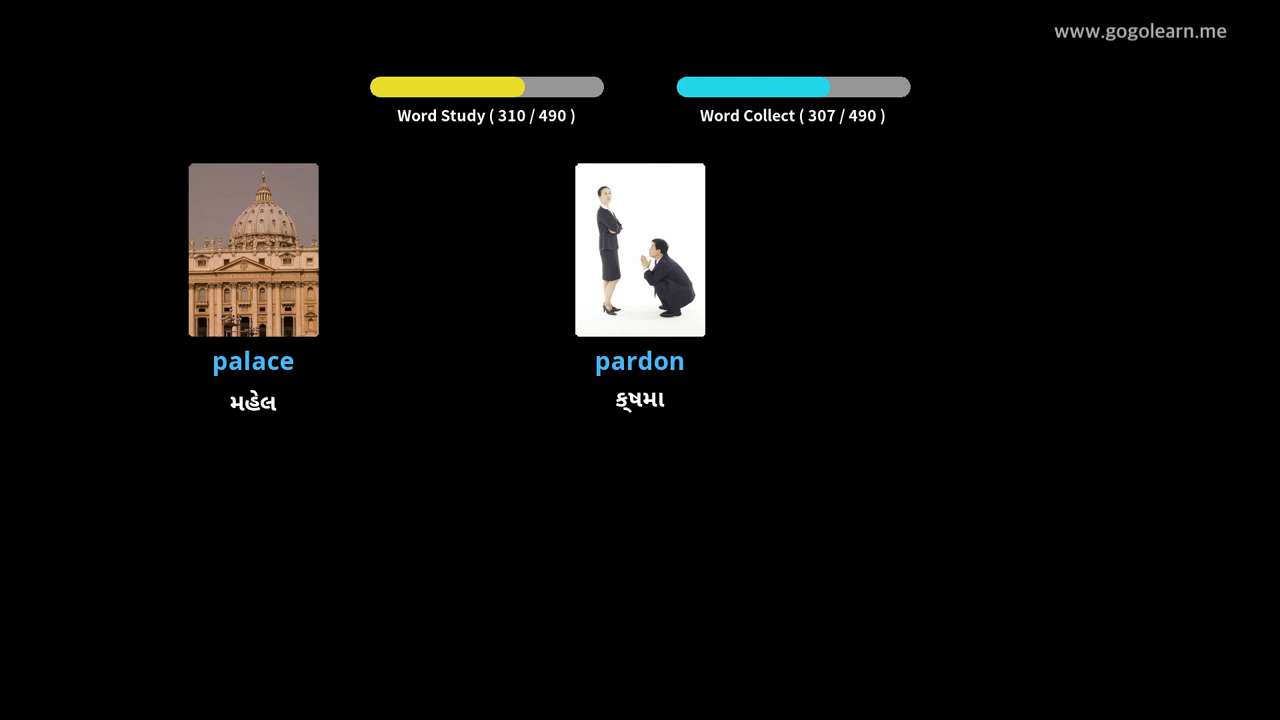 www.gogolearn.me
Word Study ( 310 / 490 )
Word Collect ( 307 / 490 )
palace
pardon
મહેલ
ક્ષમા